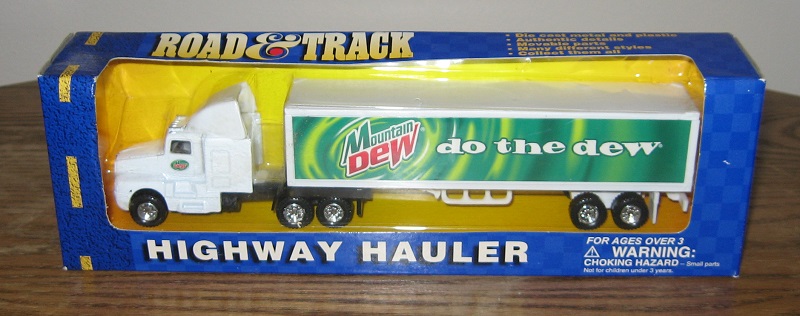 ROAD & TRACK
• Die cast metal and plastic
• Authentic details
• Movable parts
• Many different styles
• Collect them all
Mountain
DEW
do the dew
HIGHWAY HAULER
FOR AGES OVER 3
⚠ WARNING:
CHOKING HAZARD – Small parts
Not for children under 3 years.